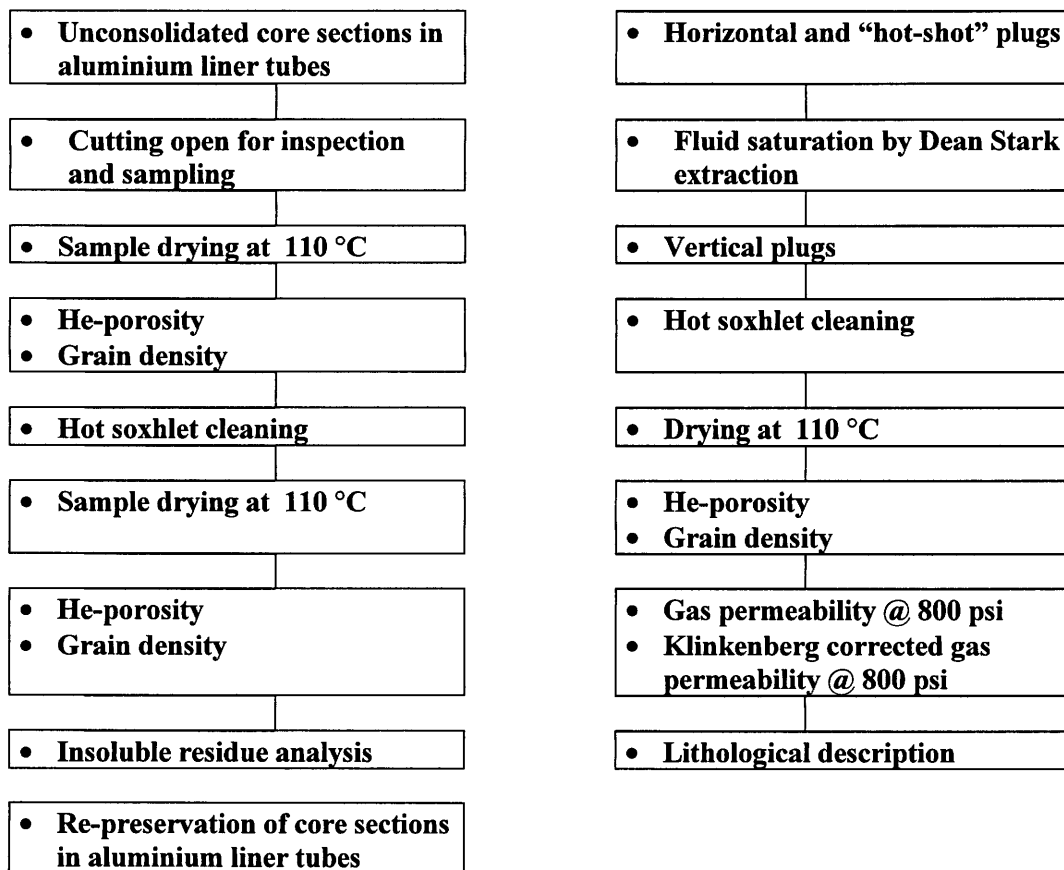 • Unconsolidated core sections in
aluminium liner tubes
• Cutting open for inspection
and sampling
• Sample drying at 110 °C
• He-porosity
• Grain density
• Hot soxhlet cleaning
• Sample drying at 110 °C
• He-porosity
• Grain density
• Insoluble residue analysis
• Re-preservation of core sections
in aluminium liner tubes
• Horizontal and “hot-shot” plugs
• Fluid saturation by Dean Stark
extraction
• Vertical plugs
• Hot soxhlet cleaning
• Drying at 110 °C
• He-porosity
• Grain density
• Gas permeability @ 800 psi
• Klinkenberg corrected gas
permeability @ 800 psi
• Lithological description